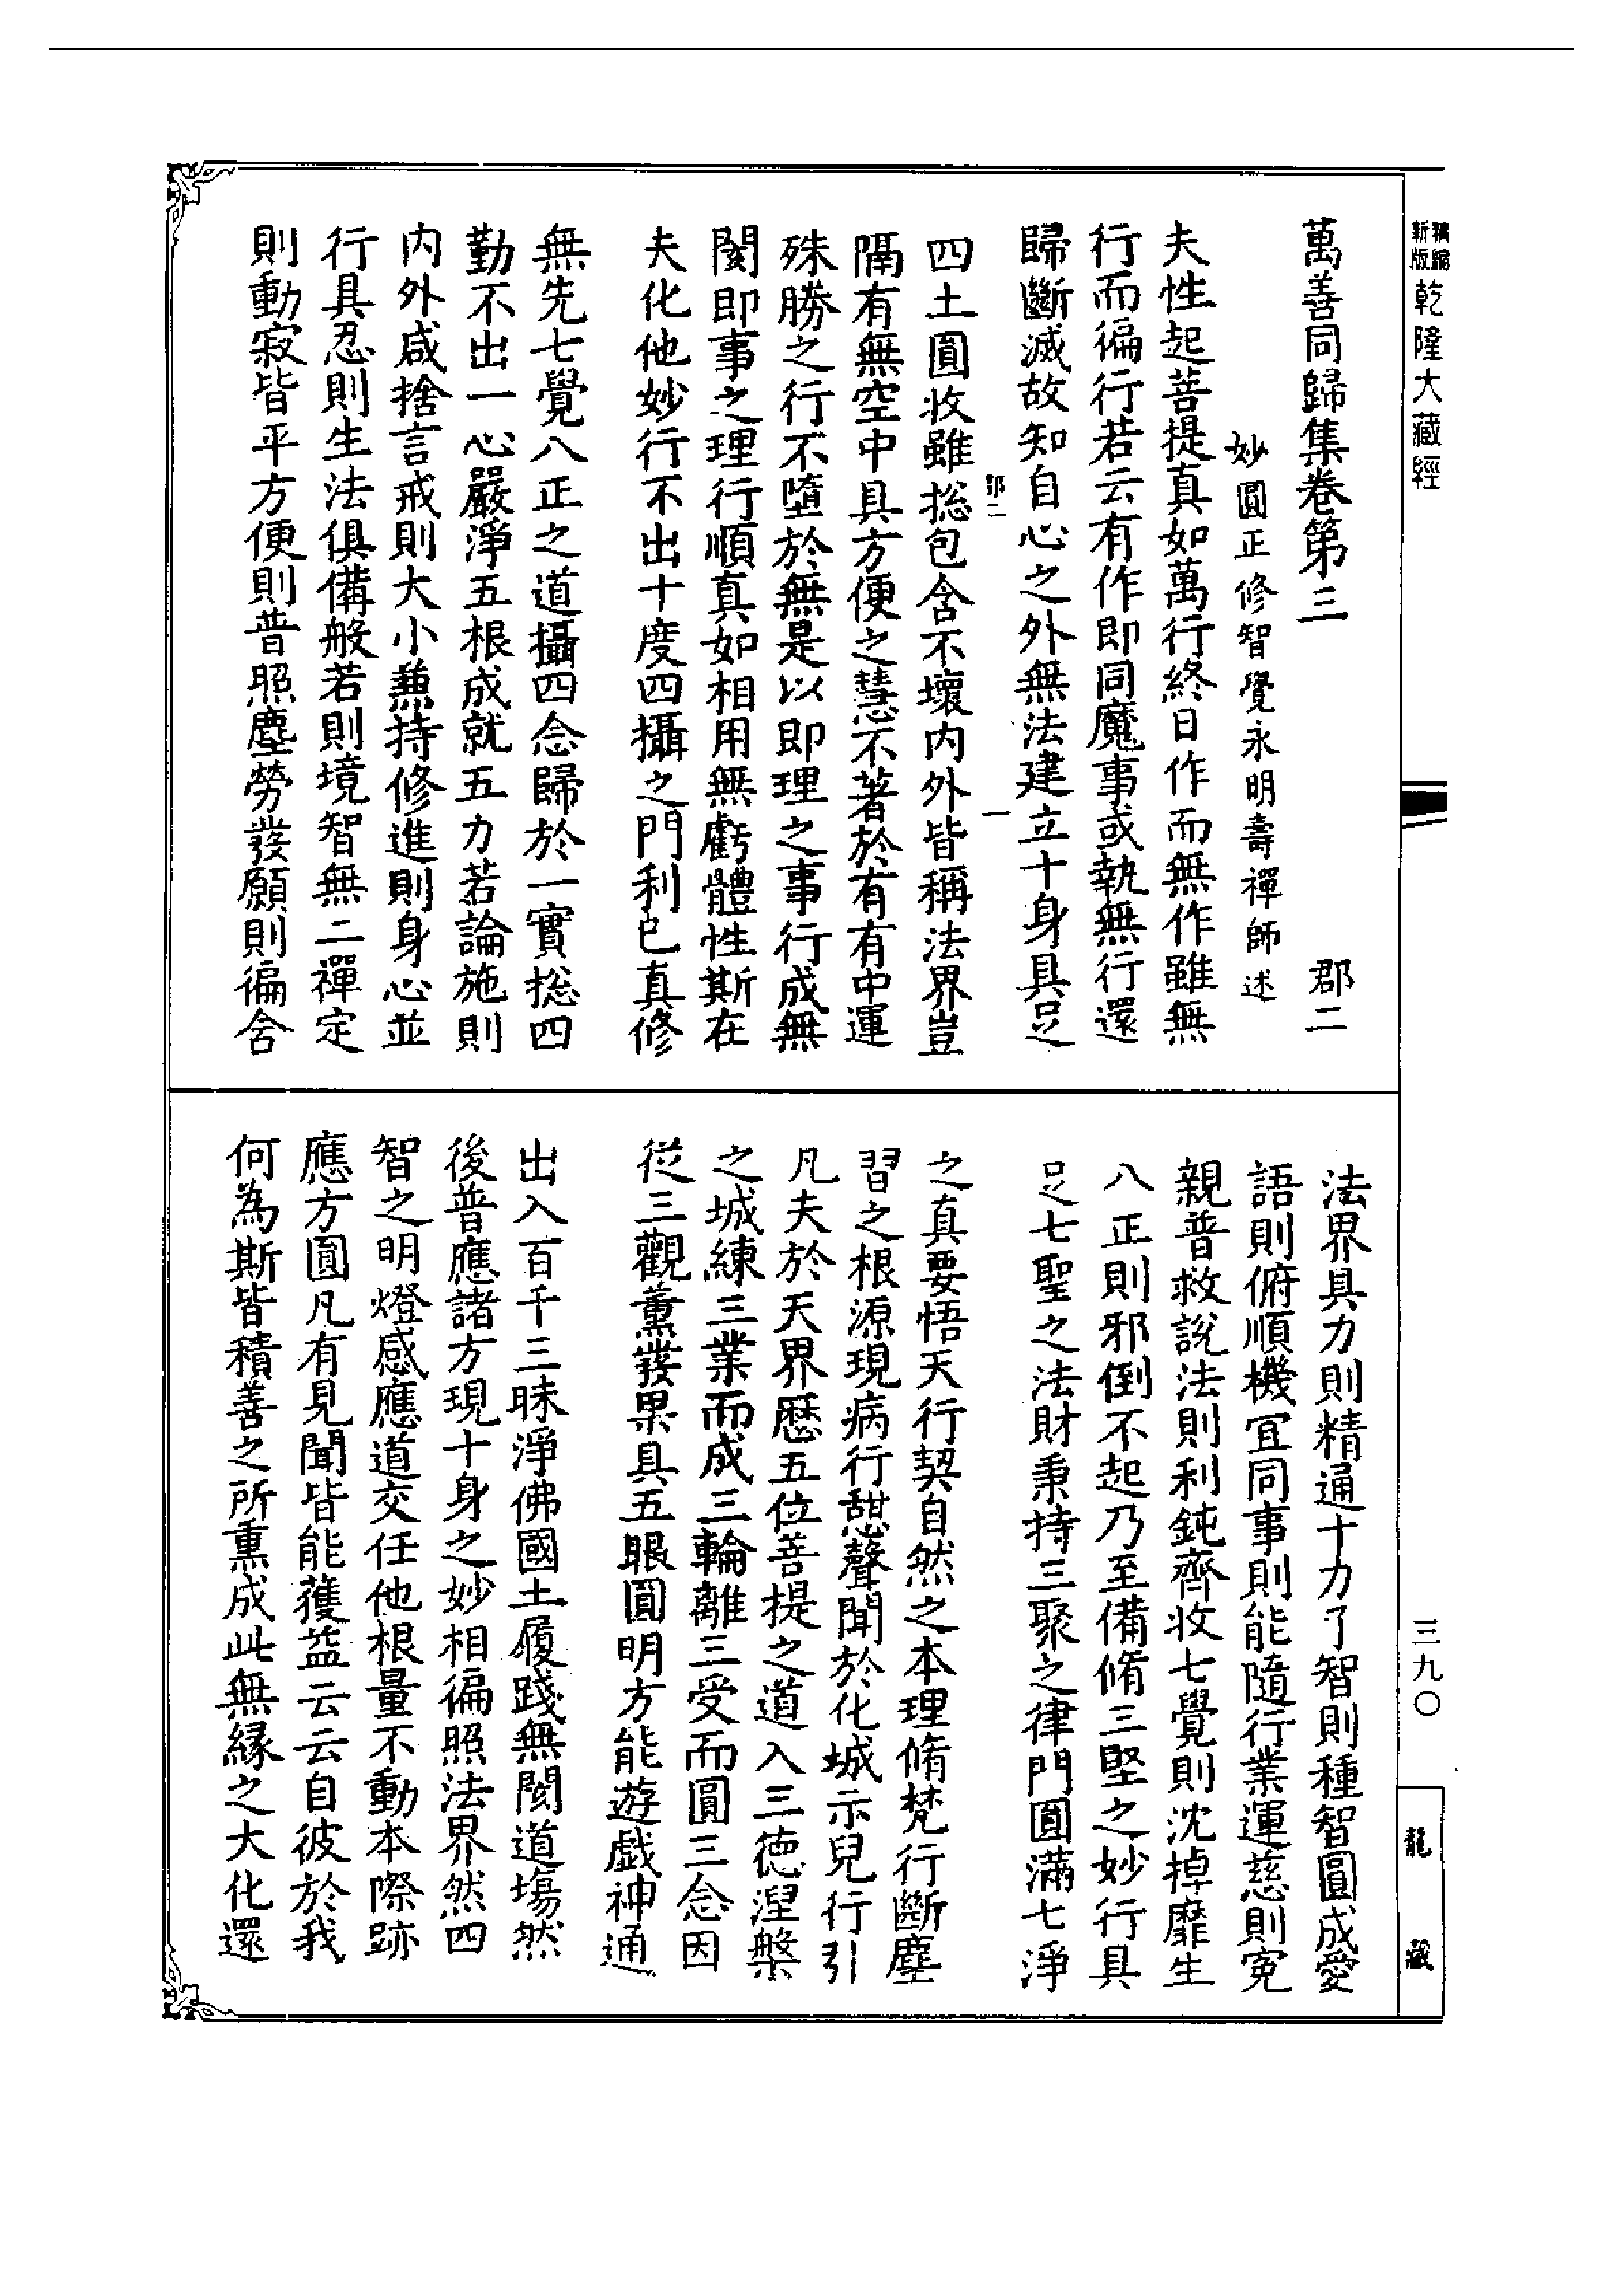 新版精縮乾隆大藏經
萬善同歸集卷第三 郡二
妙圓正修智覺永明壽禪師述
夫性起菩提真如萬行終日作而無作雖無
行而徧行若云有作即同魔事或執無行還
歸斷滅故知自心之外無法建立十身具足
郡二 一
四土圓收雖揔包含不壞内外皆稱法界豈
隔有無空中具方便之慧不著於有有中運
殊勝之行不墮於無是以即理之事行成無
閡即事之理行順真如相用無虧體性斯在
夫化他妙行不出十度四攝之門利已真修
無先七覺八正之道攝四念歸於一實揔四
勤不出一心嚴淨五根成就五力若論施則
内外咸捨言戒則大小兼持修進則身心並
行具忍則生法俱備般若則境智無二禪定
則動寂皆平方便則普照塵勞發願則徧含
法界具力則精通十力了智則種智圓成愛
語則俯順機宜同事則能隨行業運慈則寃
親普救說法則利鈍齊收七覺則沈掉靡生
八正則邪倒不起乃至備脩三堅之妙行具
足七聖之法財秉持三聚之律門圓滿七淨
之真要悟天行契自然之本理脩梵行斷塵
習之根源現病行憇聲聞於化城示兒行引
凡夫於天界歷五位菩提之道入三徳涅槃
之城練三業而成三輪離三受而圓三念因
從三觀薰發果具五眼圓明方能遊戲神通
出入百千三昧淨佛國土履踐無閡道塲然
後普應諸方現十身之妙相徧照法界然四
智之明燈感應道交任他根量不動本際跡
應方圓凡有見聞皆能獲益云云自彼於我
何為斯皆積善之所熏成此無縁之大化還
三九〇
龍藏